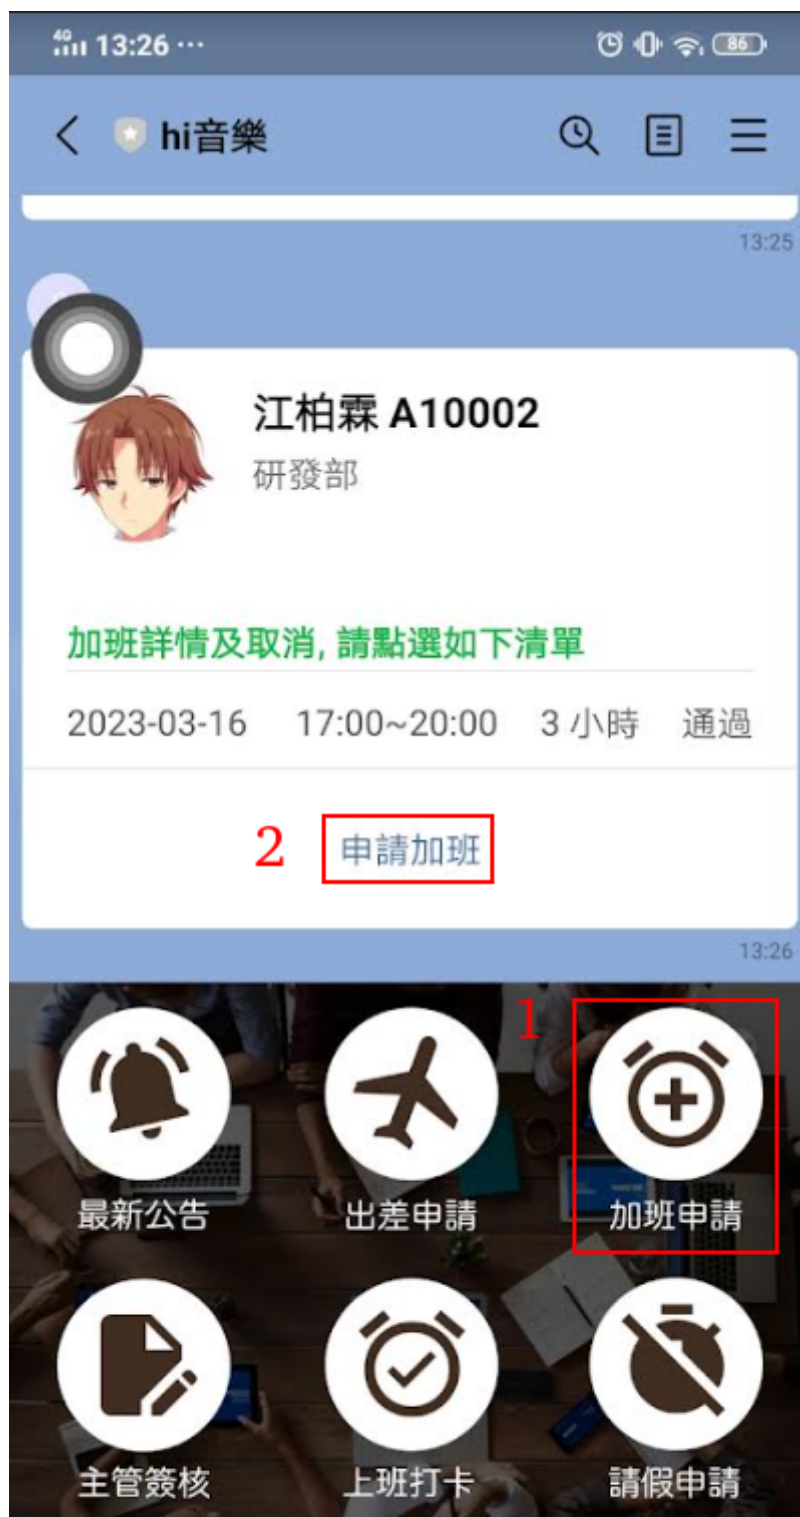 4G 13:26 ··· 86
hi音樂
13:25
江柏霖 A10002
研發部
加班詳情及取消, 請點選如下清單
2023-03-16 17:00~20:00 3 小時 通過
2 申請加班
13:26
1
最新公告 出差申請 加班申請
主管簽核 上班打卡 請假申請